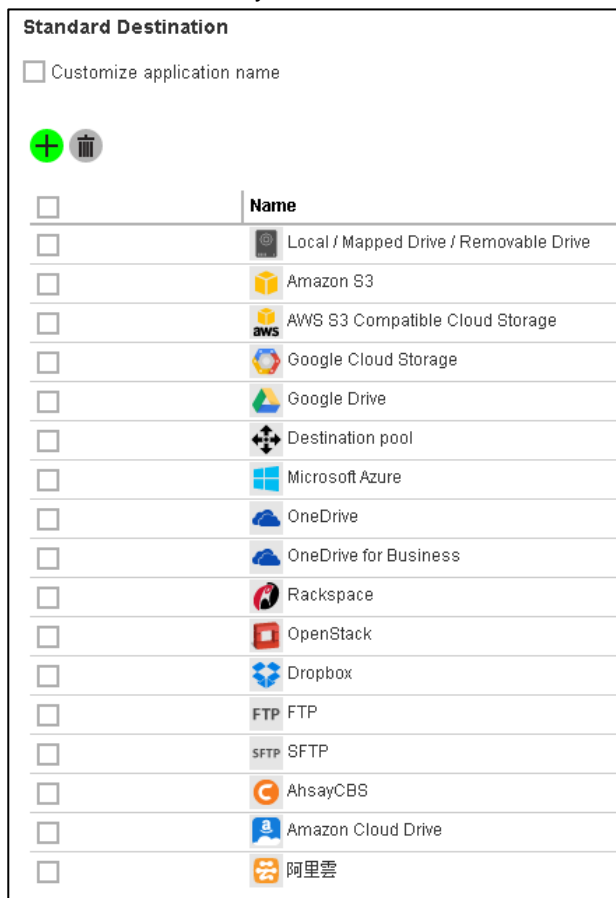 Standard Destination
Customize application name
Name
Local / Mapped Drive / Removable Drive
Amazon S3
aws AWS S3 Compatible Cloud Storage
Google Cloud Storage
Google Drive
Destination pool
Microsoft Azure
OneDrive
OneDrive for Business
Rackspace
OpenStack
Dropbox
FTP FTP
SFTP SFTP
AhsayCBS
a Amazon Cloud Drive
阿里雲